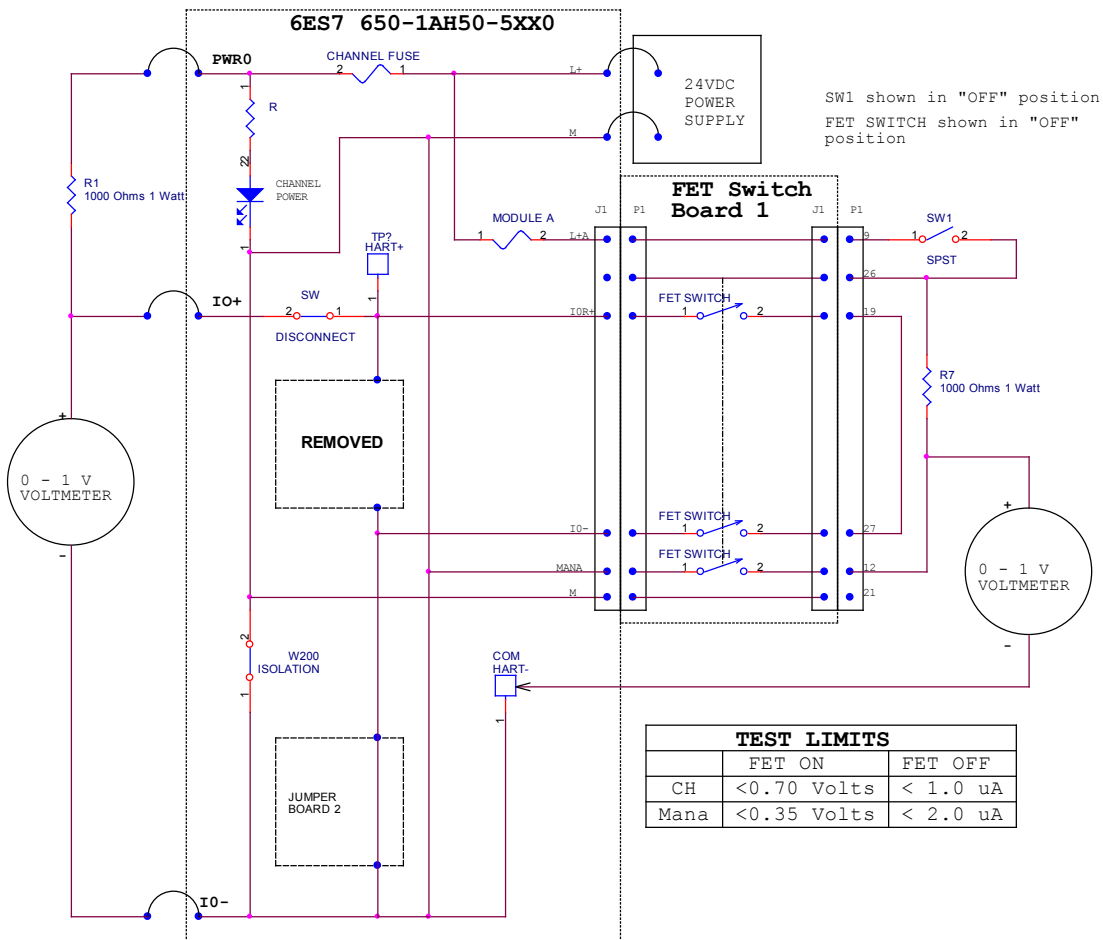 6ES7 650-1AH50-5XX0
PWR0
CHANNEL FUSE
2
1
L+
24VDC
POWER
SUPPLY
SW1 shown in "OFF" position
FET SWITCH shown in "OFF"
position
1
R
M
22
R1
1000 Ohms 1 Watt
CHANNEL
POWER
1
FET Switch
Board 1
J1
P1
J1
P1
MODULE A
1
2
L+A
9
SW1
1
2
SPST
TP?
HART+
1
26
IO+
SW
2
1
DISCONNECT
I0R+
FET SWITCH
1
2
19
R7
1000 Ohms 1 Watt
REMOVED
+
0 - 1 V
VOLTMETER
-
I0-
FET SWITCH
1
2
27
MANA
FET SWITCH
1
2
12
M
21
+
0 - 1 V
VOLTMETER
-
2
W200
ISOLATION
1
COM
HART-
1
JUMPER
BOARD 2
I0-
TEST LIMITS
FET ON FET OFF
CH <0.70 Volts < 1.0 uA
Mana <0.35 Volts < 2.0 uA